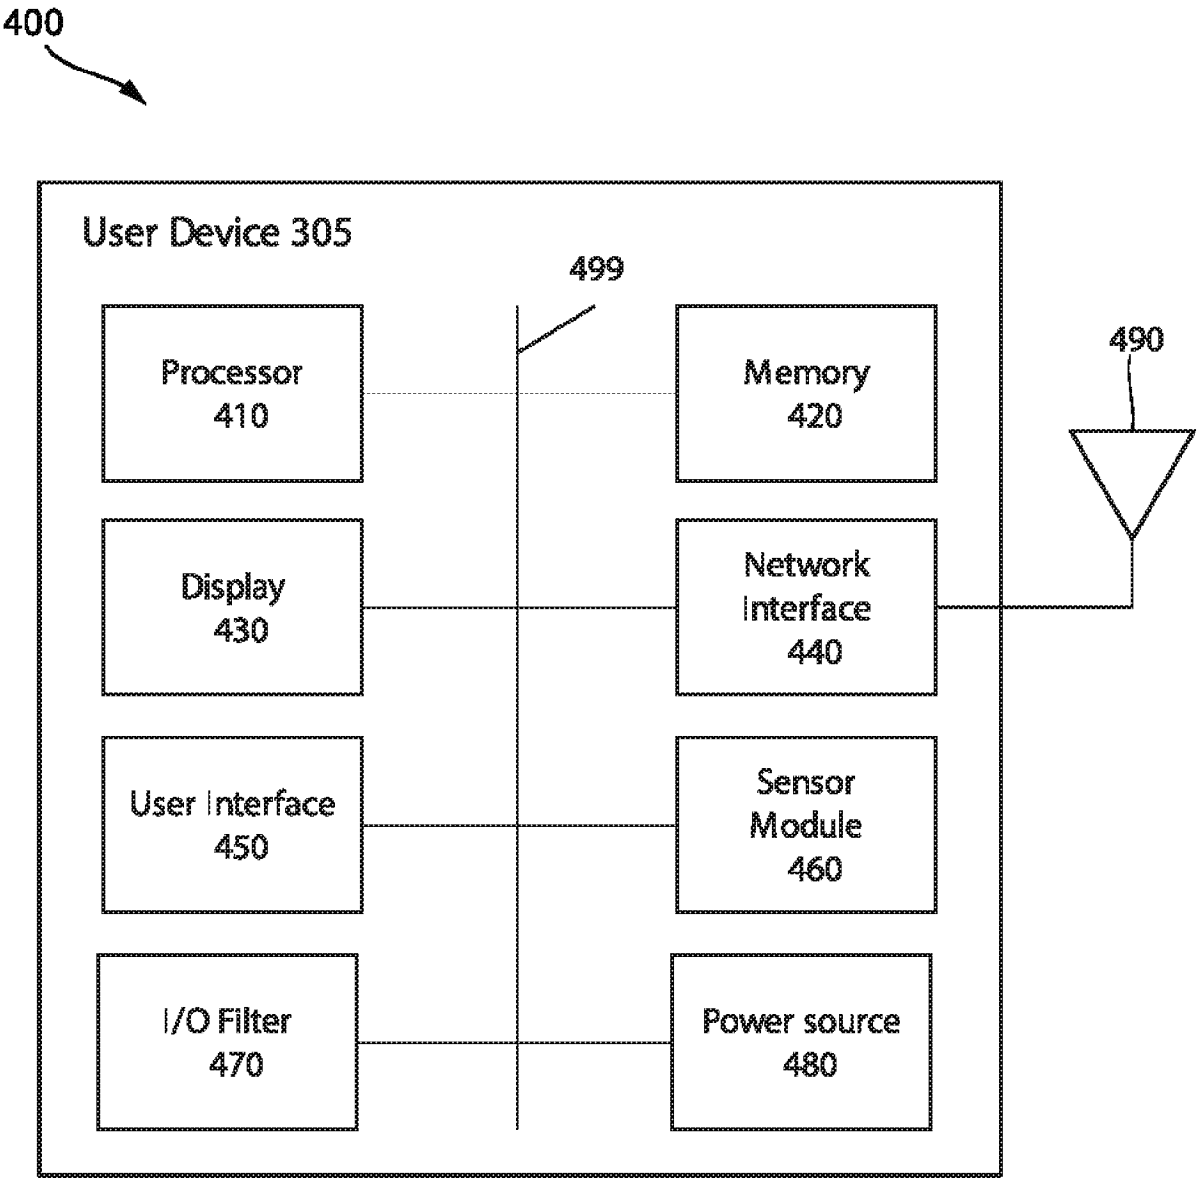 400
User Device 305
499
Processor
410
Memory
420
490
Display
430
Network
Interface
440
User Interface
450
Sensor
Module
460
I/O Filter
470
Power source
480